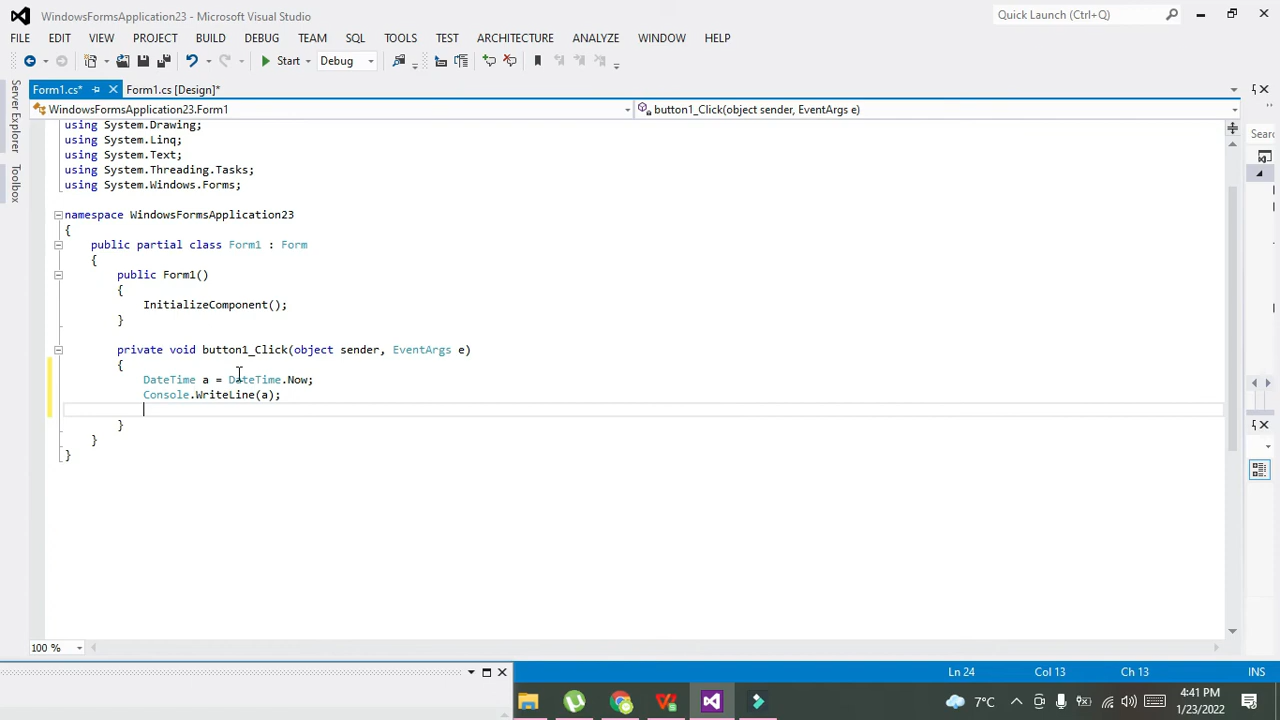 WindowsFormsApplication23 - Microsoft Visual Studio
Quick Launch (Ctrl+Q)
FILE EDIT VIEW PROJECT BUILD DEBUG TEAM SQL TOOLS TEST ARCHITECTURE ANALYZE WINDOW HELP
Start Debug
Form1.cs* Form1.cs [Design]*
WindowsFormsApplication23.Form1 button1_Click(object sender, EventArgs e)
Server Explorer
Toolbox
Searc
using System.Drawing;
using System.Linq;
using System.Text;
using System.Threading.Tasks;
using System.Windows.Forms;
namespace WindowsFormsApplication23
{
public partial class Form1 : Form
{
public Form1()
{
InitializeComponent();
}
private void button1_Click(object sender, EventArgs e)
{
DateTime a = DateTime.Now;
Console.WriteLine(a);
}
}
}
100 %
Ln 24 Col 13 Ch 13 INS
7°C
4:41 PM
1/23/2022